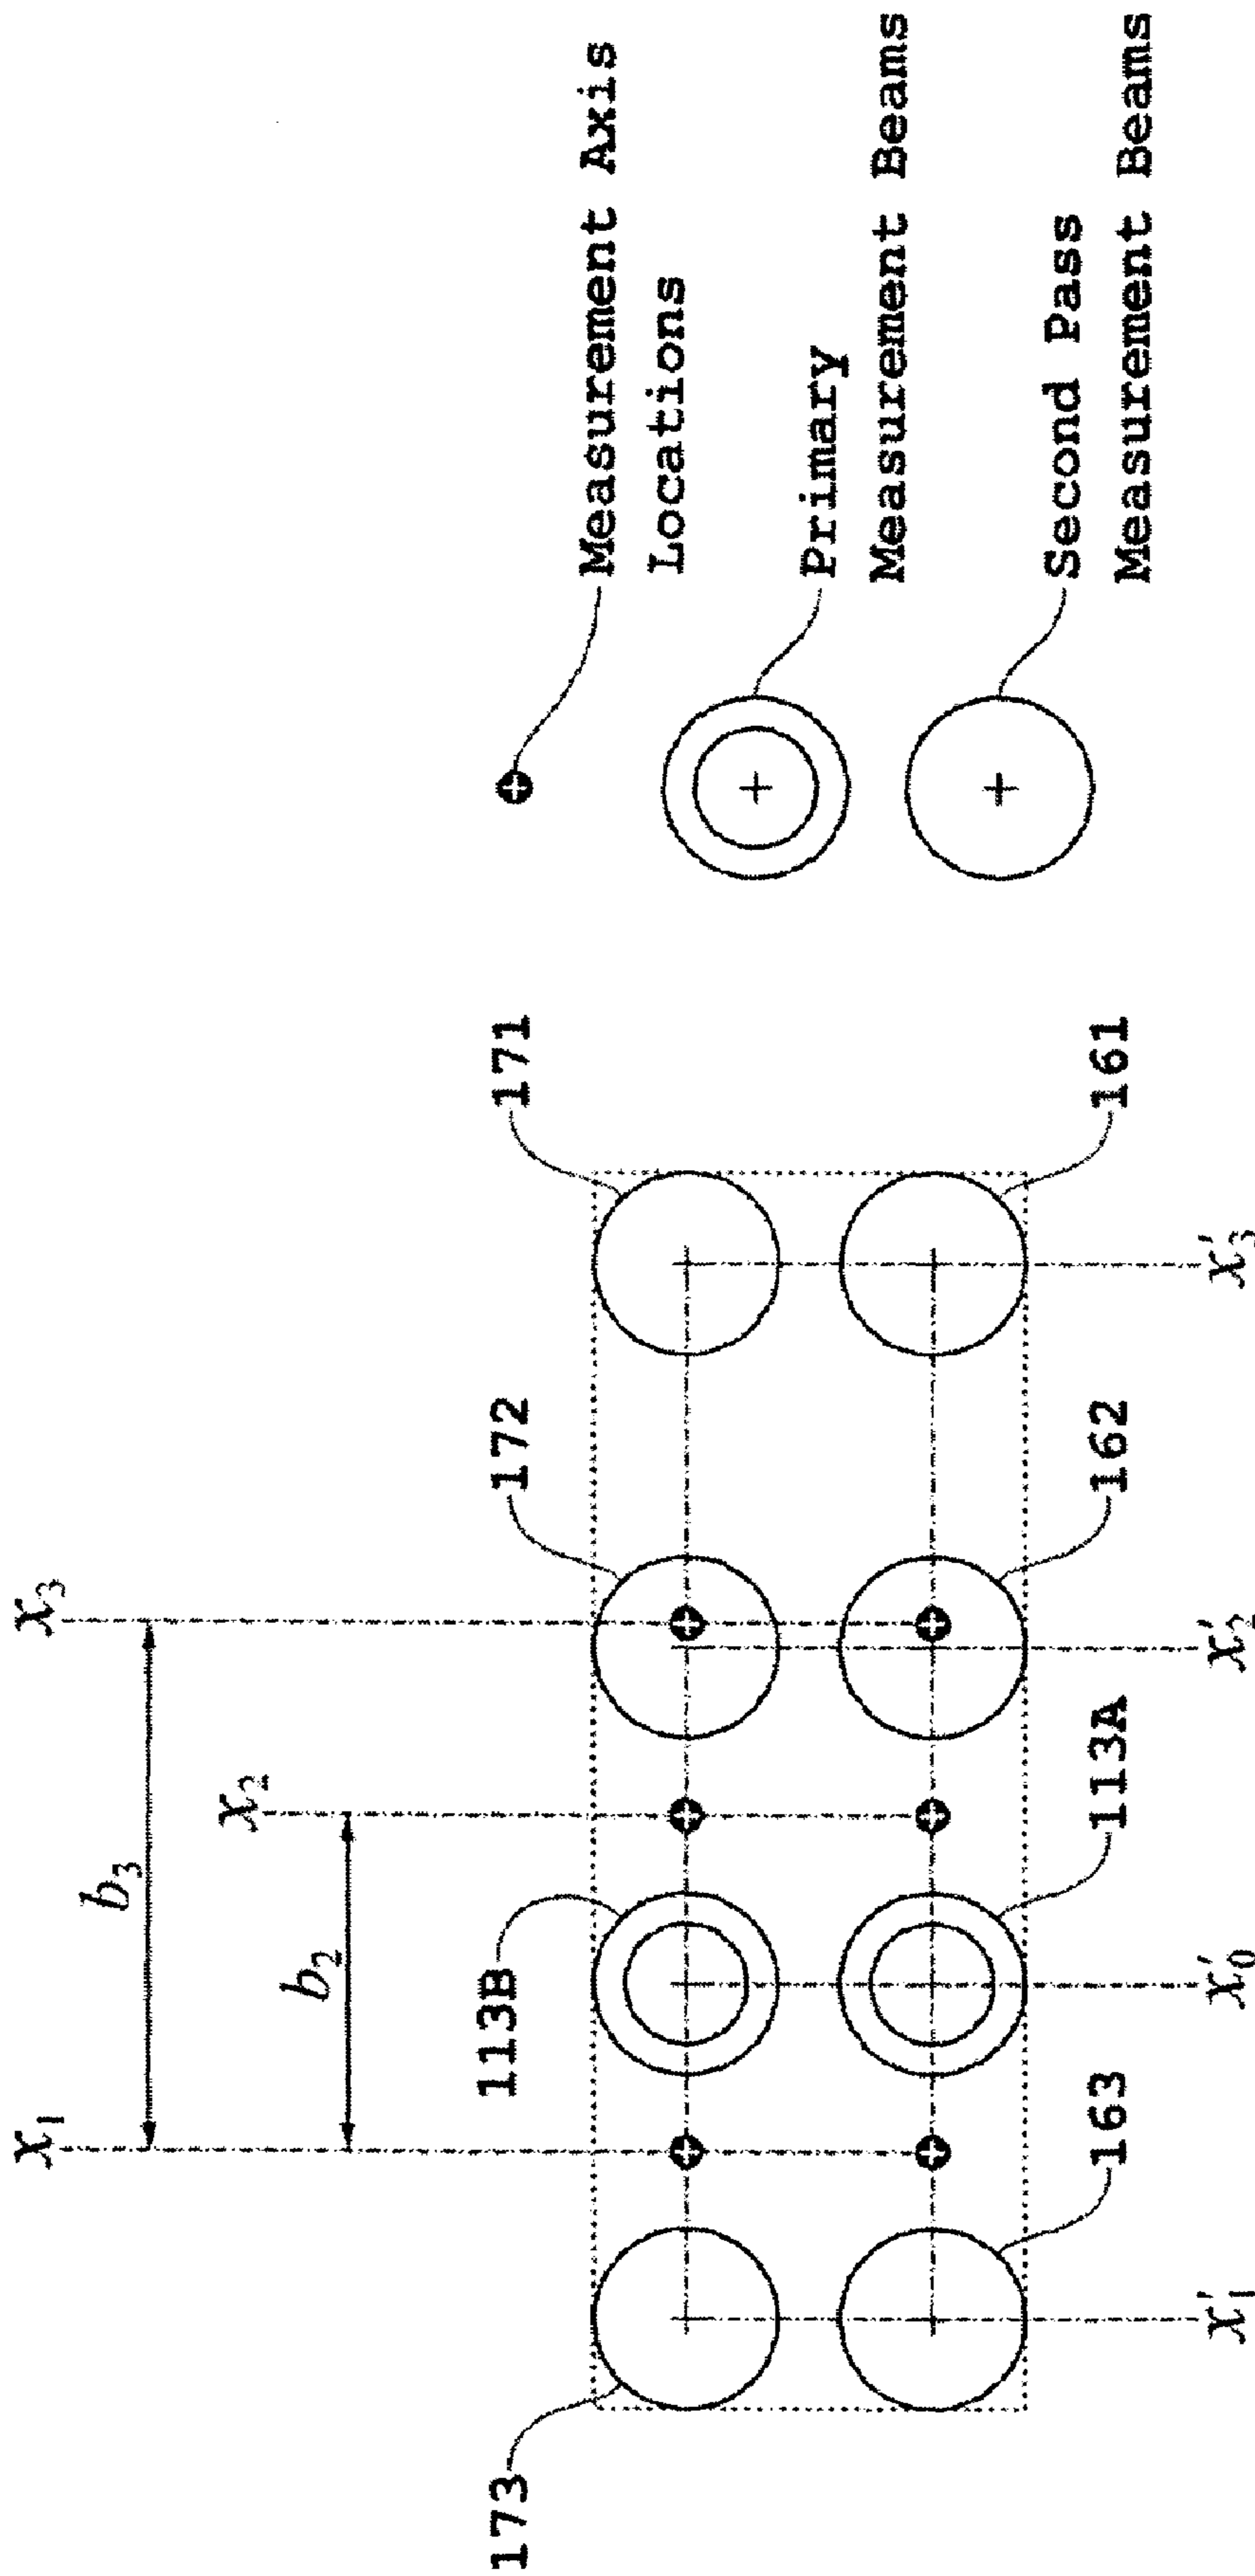 x₁
x₃
b₃
x₂
b₂
113B
172
171
173
163
113A
162
161
x′₁
x′₀
x′₂
x′₃
Measurement Axis
Locations
Primary
Measurement Beams
Second Pass
Measurement Beams